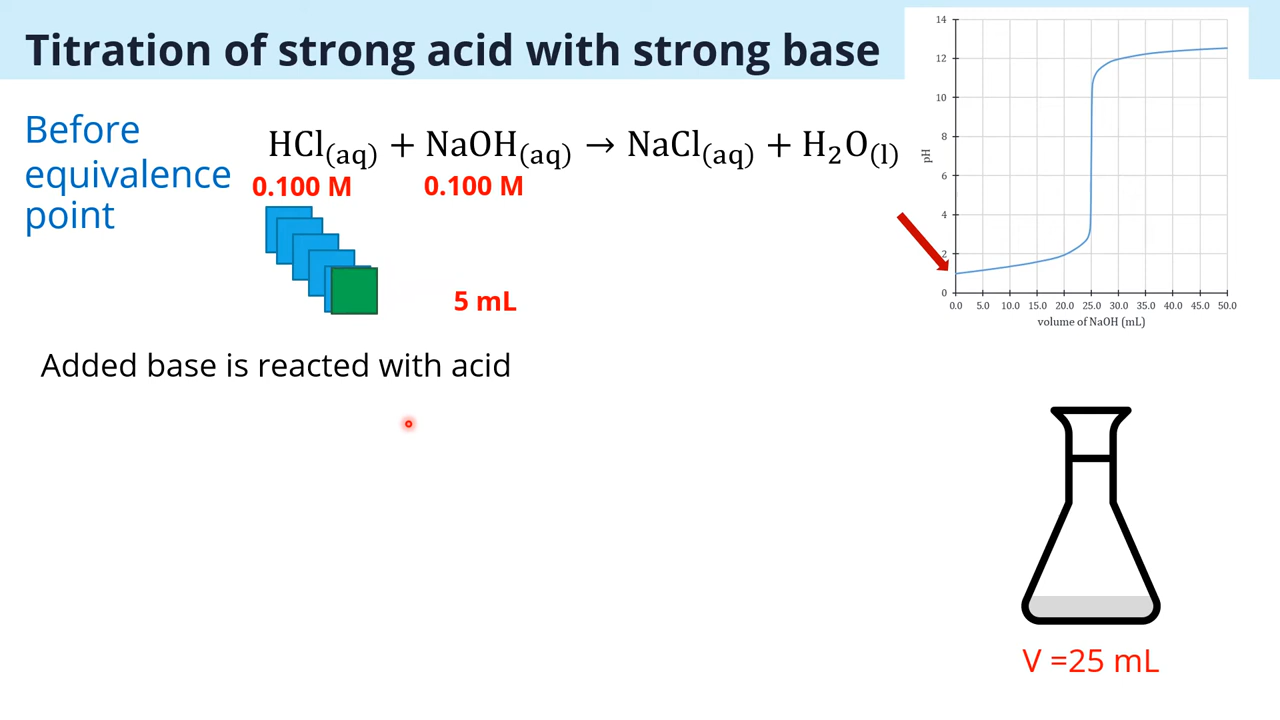 Titration of strong acid with strong base
Before
equivalence
point
HCl(aq) + NaOH(aq) → NaCl(aq) + H₂O(l)
0.100 M 0.100 M
5 mL
Added base is reacted with acid
14
12
10
8
6
4
2
0
pH
0.0 5.0 10.0 15.0 20.0 25.0 30.0 35.0 40.0 45.0 50.0
volume of NaOH (mL)
V =25 mL